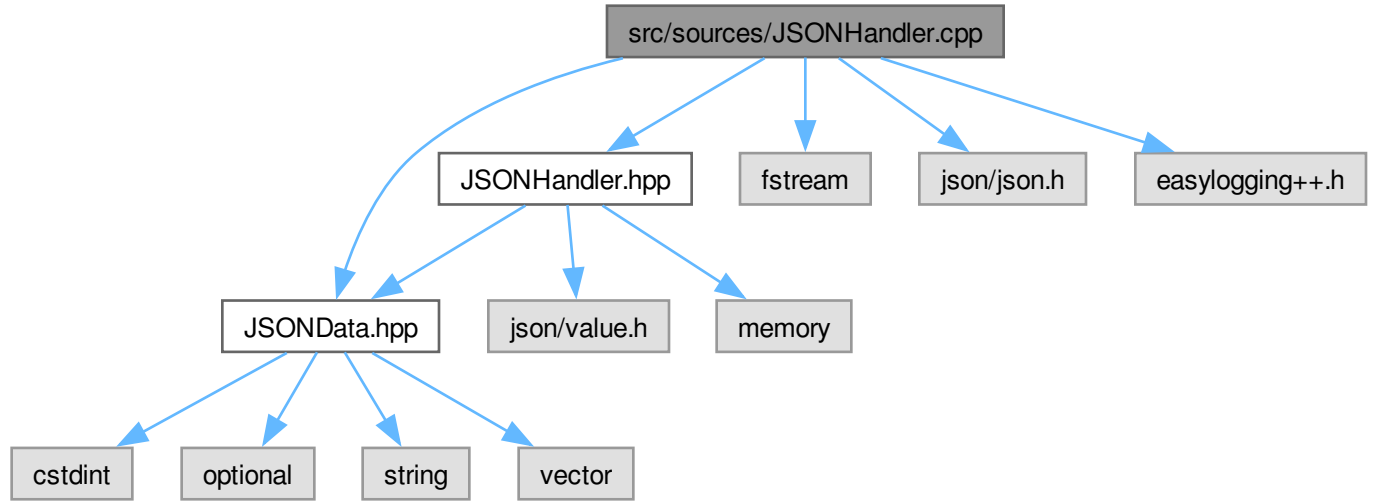 src/sources/JSONHandler.cpp
JSONHandler.hpp
fstream
json/json.h
easylogging++.h
JSONData.hpp
json/value.h
memory
cstdint
optional
string
vector